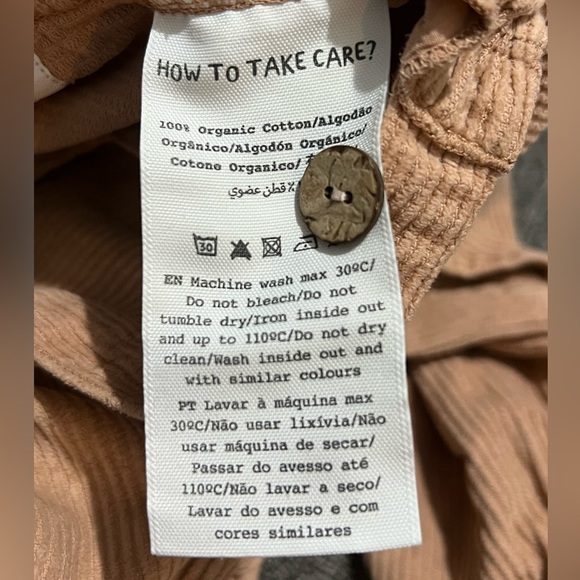 HOW TO TAKE CARE?
100% Organic Cotton/Algodão
Orgânico/Algodón Orgánico/
Cotone Organico/
٪ قطن عضوي
30
EN Machine wash max 30ºC/
Do not bleach/Do not
tumble dry/Iron inside out
and up to 110ºC/Do not dry
clean/Wash inside out and
with similar colours
PT Lavar à máquina max
30ºC/Não usar lixívia/Não
usar máquina de secar/
Passar do avesso até
110ºC/Não lavar a seco/
Lavar do avesso e com
cores similares